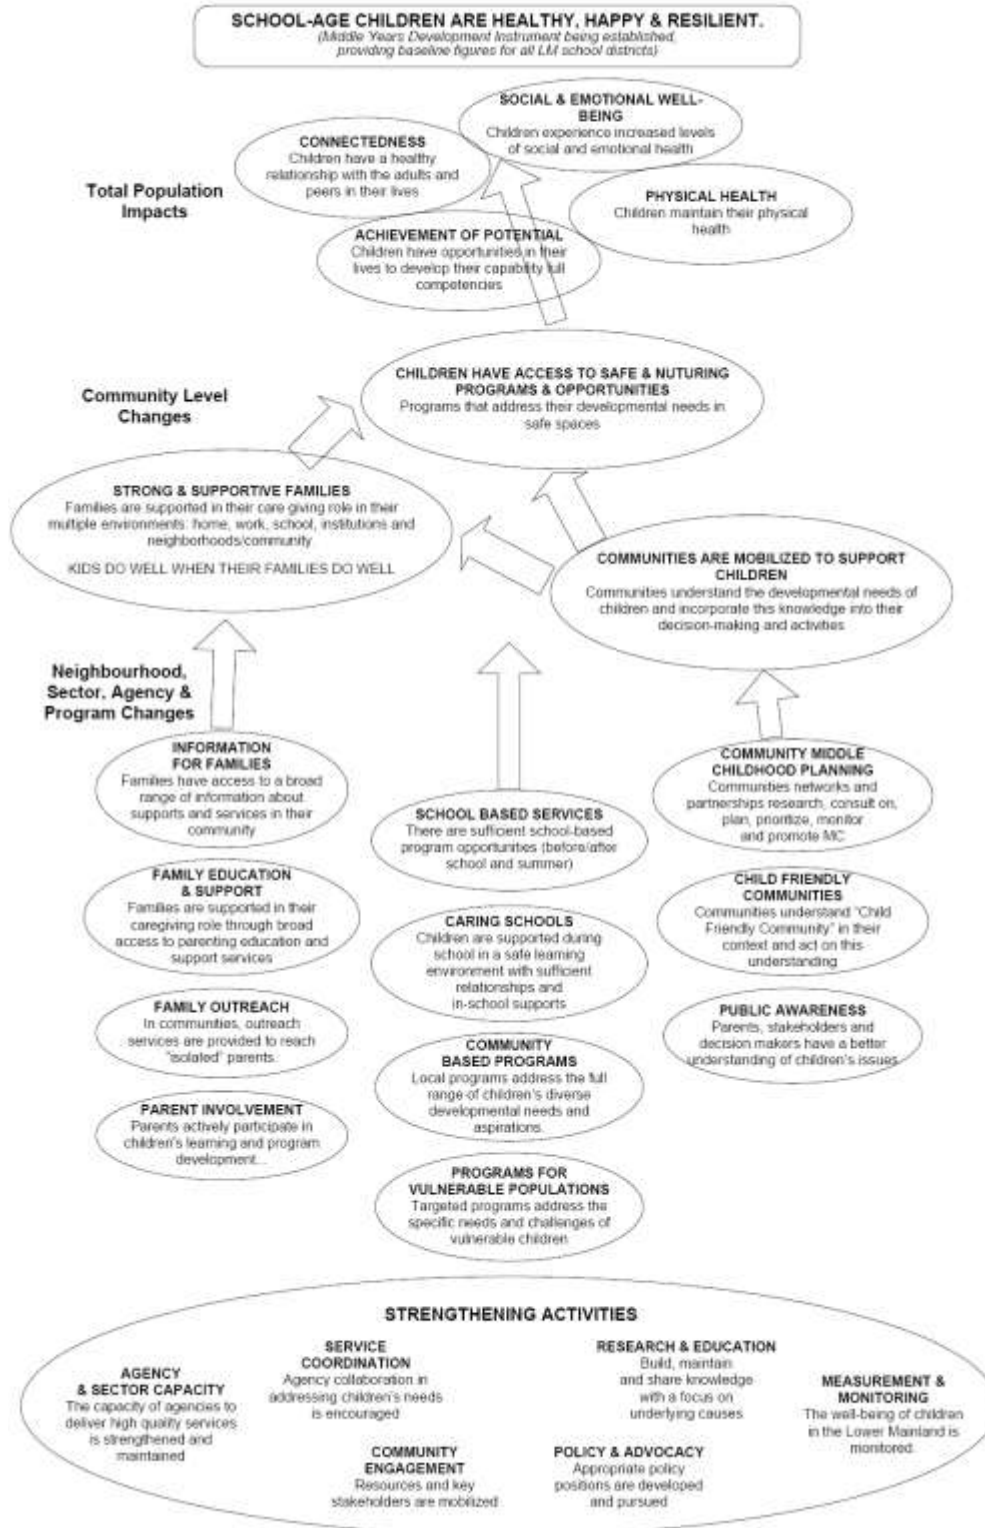 SCHOOL-AGE CHILDREN ARE HEALTHY, HAPPY & RESILIENT.
(Middle Years Development Instrument being established,
providing baseline figures for all LM school districts)
SOCIAL & EMOTIONAL WELL-
BEING
Children experience increased levels
of social and emotional health
CONNECTEDNESS
Children have a healthy
relationship with the adults and
peers in their lives
Total Population
Impacts
PHYSICAL HEALTH
Children maintain their physical
health
ACHIEVEMENT OF POTENTIAL
Children have opportunities in their
lives to develop their capability full
competencies
CHILDREN HAVE ACCESS TO SAFE & NUTURING
PROGRAMS & OPPORTUNITIES
Programs that address their developmental needs in
safe spaces
Community Level
Changes
STRONG & SUPPORTIVE FAMILIES
Families are supported in their care giving role in their
multiple environments: home, work, school, institutions and
neighborhoods/community
KIDS DO WELL WHEN THEIR FAMILIES DO WELL
COMMUNITIES ARE MOBILIZED TO SUPPORT
CHILDREN
Communities understand the developmental needs of
children and incorporate this knowledge into their
decision-making and activities
Neighbourhood,
Sector, Agency &
Program Changes
INFORMATION
FOR FAMILIES
Families have access to a broad
range of information about
supports and services in their
community
FAMILY EDUCATION
& SUPPORT
Families are supported in their
caregiving role through broad
access to parenting education and
support services
FAMILY OUTREACH
In communities, outreach
services are provided to reach
"isolated" parents.
PARENT INVOLVEMENT
Parents actively participate in
children's learning and program
development...
SCHOOL BASED SERVICES
There are sufficient school-based
program opportunities (before/after
school and summer)
CARING SCHOOLS
Children are supported during
school in a safe learning
environment with sufficient
relationships and
in-school supports
COMMUNITY
BASED PROGRAMS
Local programs address the full
range of children's diverse
developmental needs and
aspirations.
PROGRAMS FOR
VULNERABLE POPULATIONS
Targeted programs address the
specific needs and challenges of
vulnerable children
COMMUNITY MIDDLE
CHILDHOOD PLANNING
Communities networks and
partnerships research, consult on,
plan, prioritize, monitor
and promote MC
CHILD FRIENDLY
COMMUNITIES
Communities understand "Child
Friendly Community" in their
context and act on this
understanding
PUBLIC AWARENESS
Parents, stakeholders and
decision makers have a better
understanding of children's issues
STRENGTHENING ACTIVITIES
AGENCY
& SECTOR CAPACITY
The capacity of agencies to
deliver high quality services
is strengthened and
maintained
SERVICE
COORDINATION
Agency collaboration in
addressing children's needs
is encouraged
COMMUNITY
ENGAGEMENT
Resources and key
stakeholders are mobilized
RESEARCH & EDUCATION
Build, maintain
and share knowledge
with a focus on
underlying causes
POLICY & ADVOCACY
Appropriate policy
positions are developed
and pursued
MEASUREMENT &
MONITORING
The well-being of children
in the Lower Mainland is
monitored.